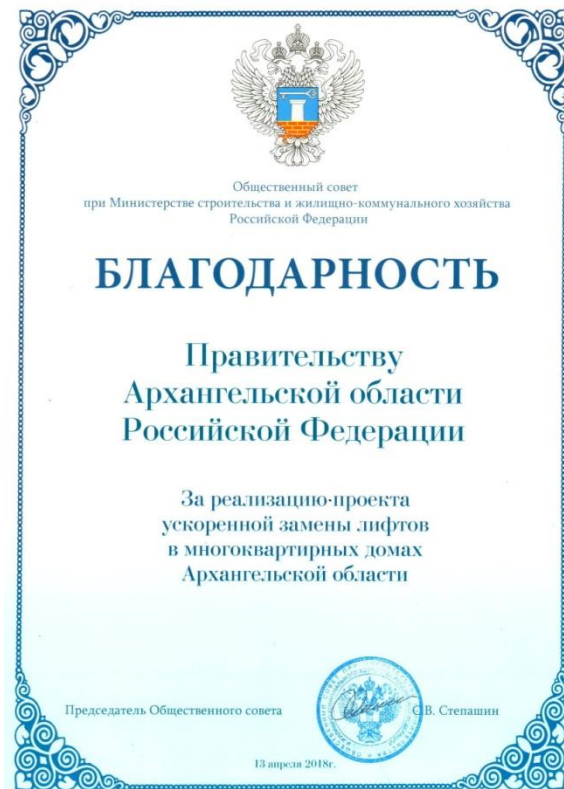 Общественный совет
при Министерстве строительства и жилищно-коммунального хозяйства
Российской Федерации
БЛАГОДАРНОСТЬ
Правительству
Архангельской области
Российской Федерации
За реализацию проекта
ускоренной замены лифтов
в многоквартирных домах
Архангельской области
Председатель Общественного совета
С.В. Степашин
13 апреля 2018г.